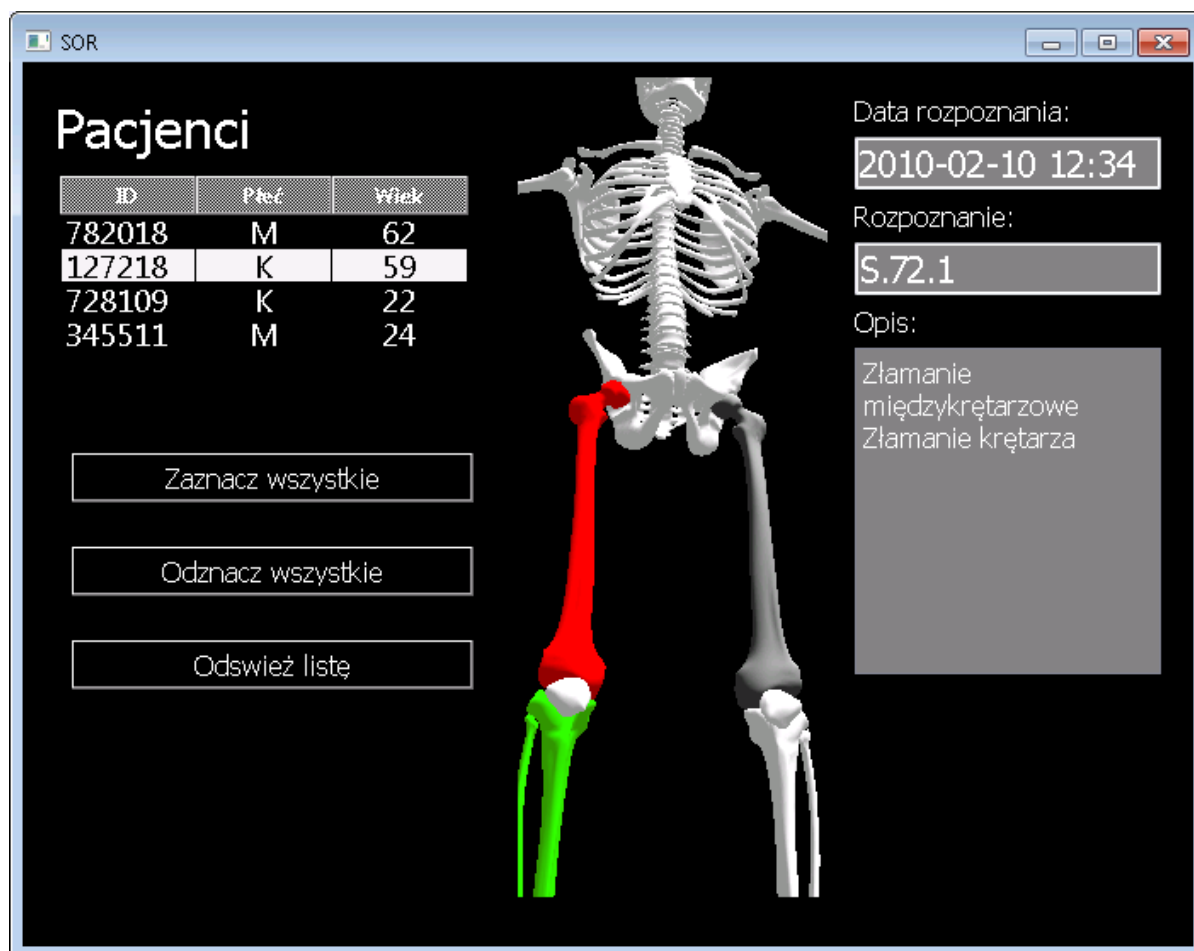 SOR
Pacjenci
ID Płeć Wiek
782018 M 62
127218 K 59
728109 K 22
345511 M 24
Zaznacz wszystkie
Odznacz wszystkie
Odswież listę
Data rozpoznania:
2010-02-10 12:34
Rozpoznanie:
S.72.1
Opis:
Złamanie
międzykrętarzowe
Złamanie krętarza